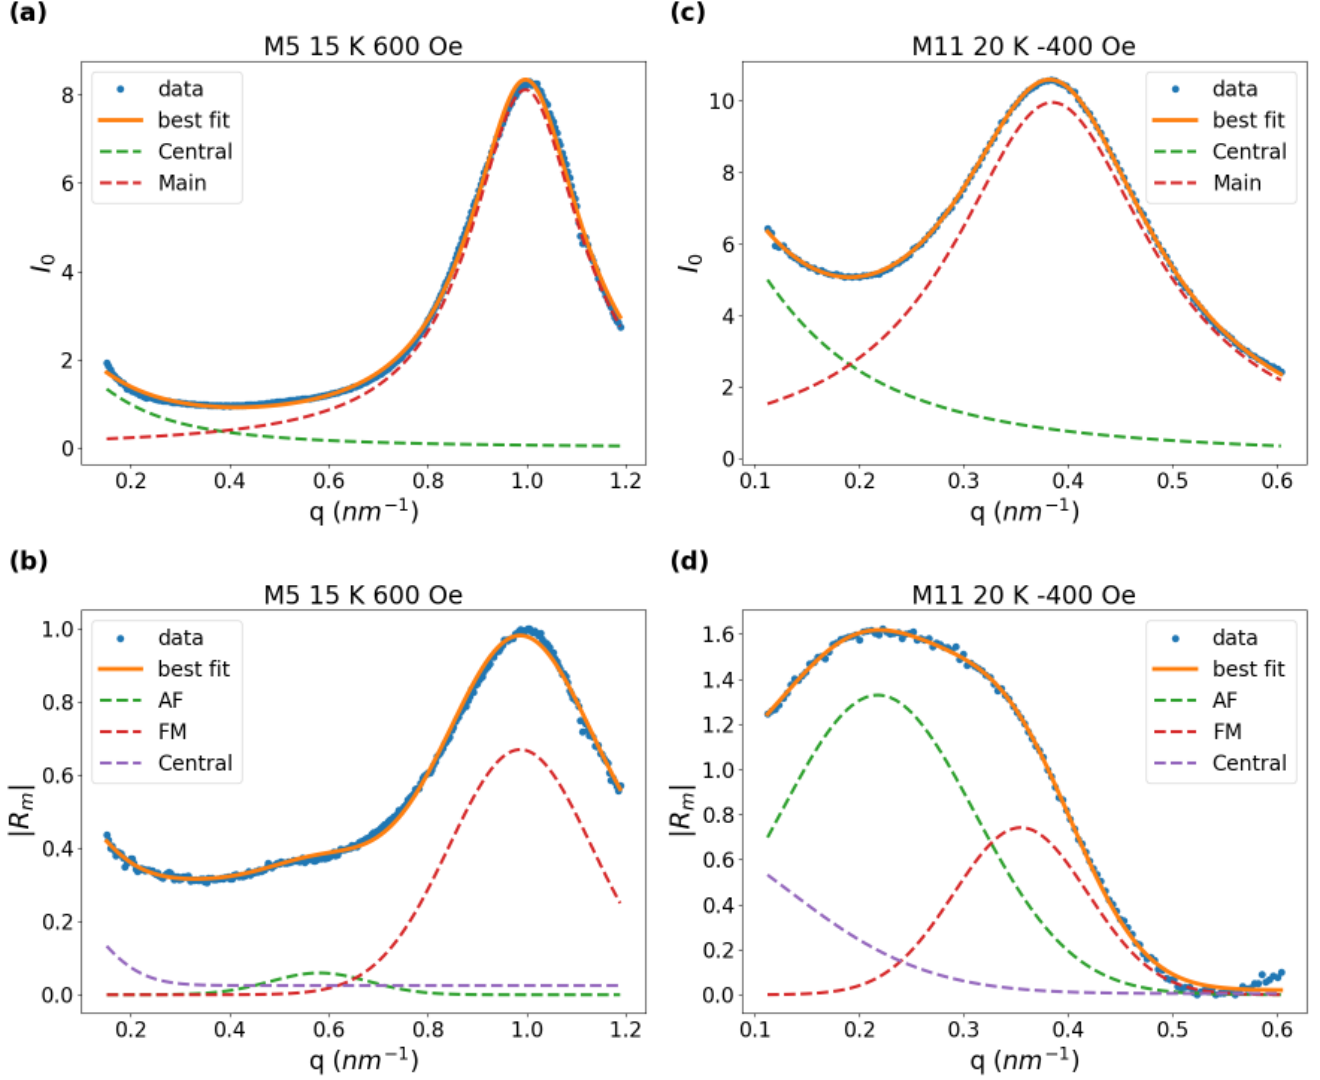 (a)
M5 15 K 600 Oe
data
best fit
Central
Main
8
6
4
2
0
I₀
0.2 0.4 0.6 0.8 1.0 1.2
q (nm⁻¹)
(c)
M11 20 K -400 Oe
data
best fit
Central
Main
10
8
6
4
2
0
I₀
0.1 0.2 0.3 0.4 0.5 0.6
q (nm⁻¹)
(b)
M5 15 K 600 Oe
data
best fit
AF
FM
Central
1.0
0.8
0.6
0.4
0.2
0.0
|Rₘ|
0.2 0.4 0.6 0.8 1.0 1.2
q (nm⁻¹)
(d)
M11 20 K -400 Oe
data
best fit
AF
FM
Central
1.6
1.4
1.2
1.0
0.8
0.6
0.4
0.2
0.0
|Rₘ|
0.1 0.2 0.3 0.4 0.5 0.6
q (nm⁻¹)